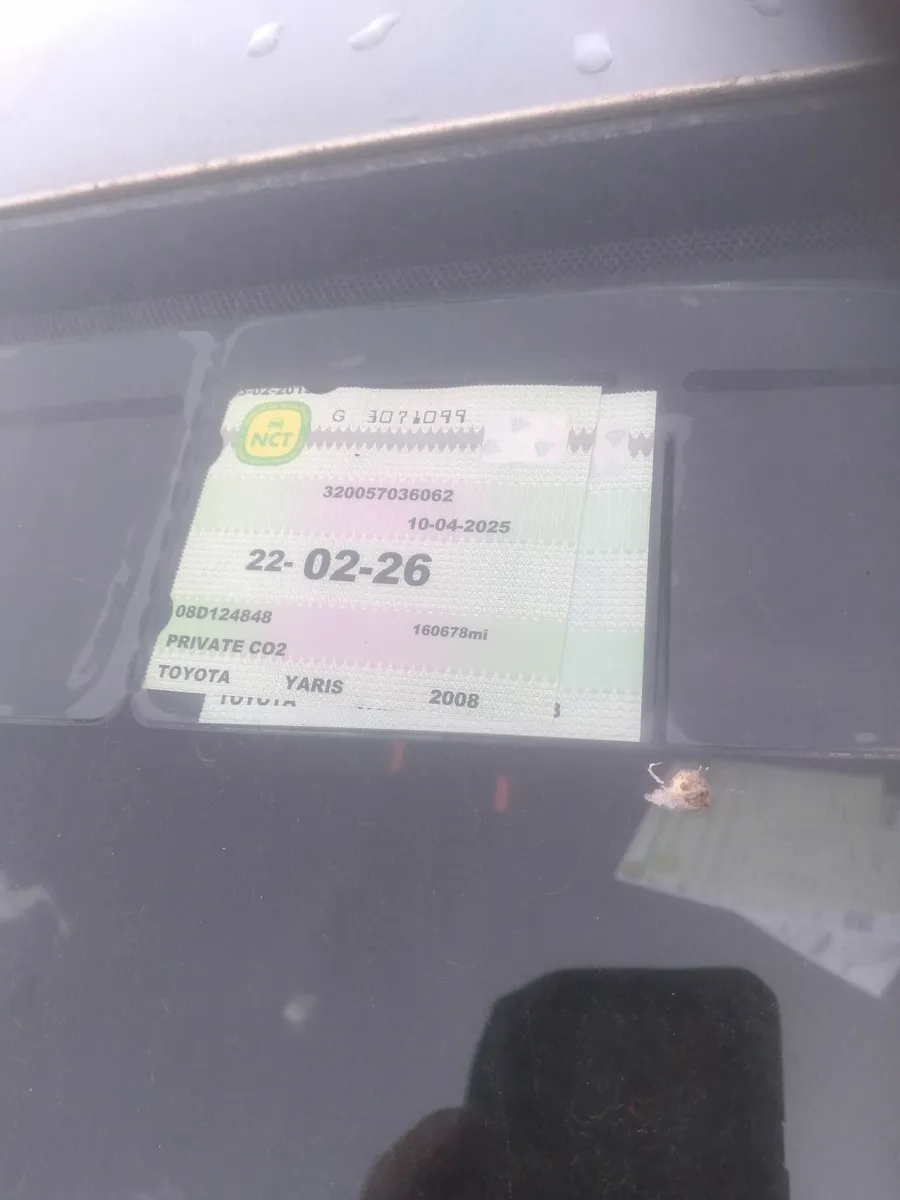 NCT
G 3071099
320057036062
10-04-2025
22-02-26
08D124848
160678mi
PRIVATE CO2
TOYOTA YARIS 2008
TOYOTA